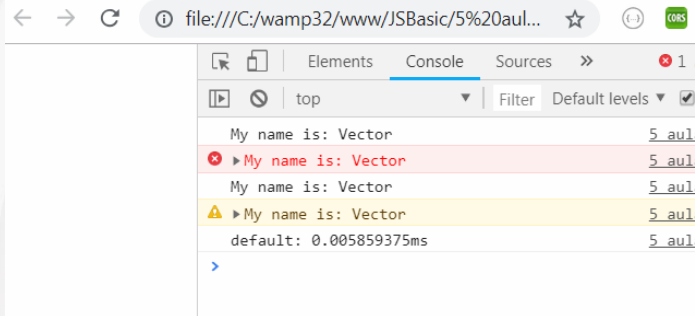 file:///C:/wamp32/www/JSBasic/5%20aul...
CORS
Elements Console Sources » 1
top Filter Default levels
My name is: Vector 5 aul
My name is: Vector 5 aul
My name is: Vector 5 aul
My name is: Vector 5 aul
default: 0.005859375ms 5 aul